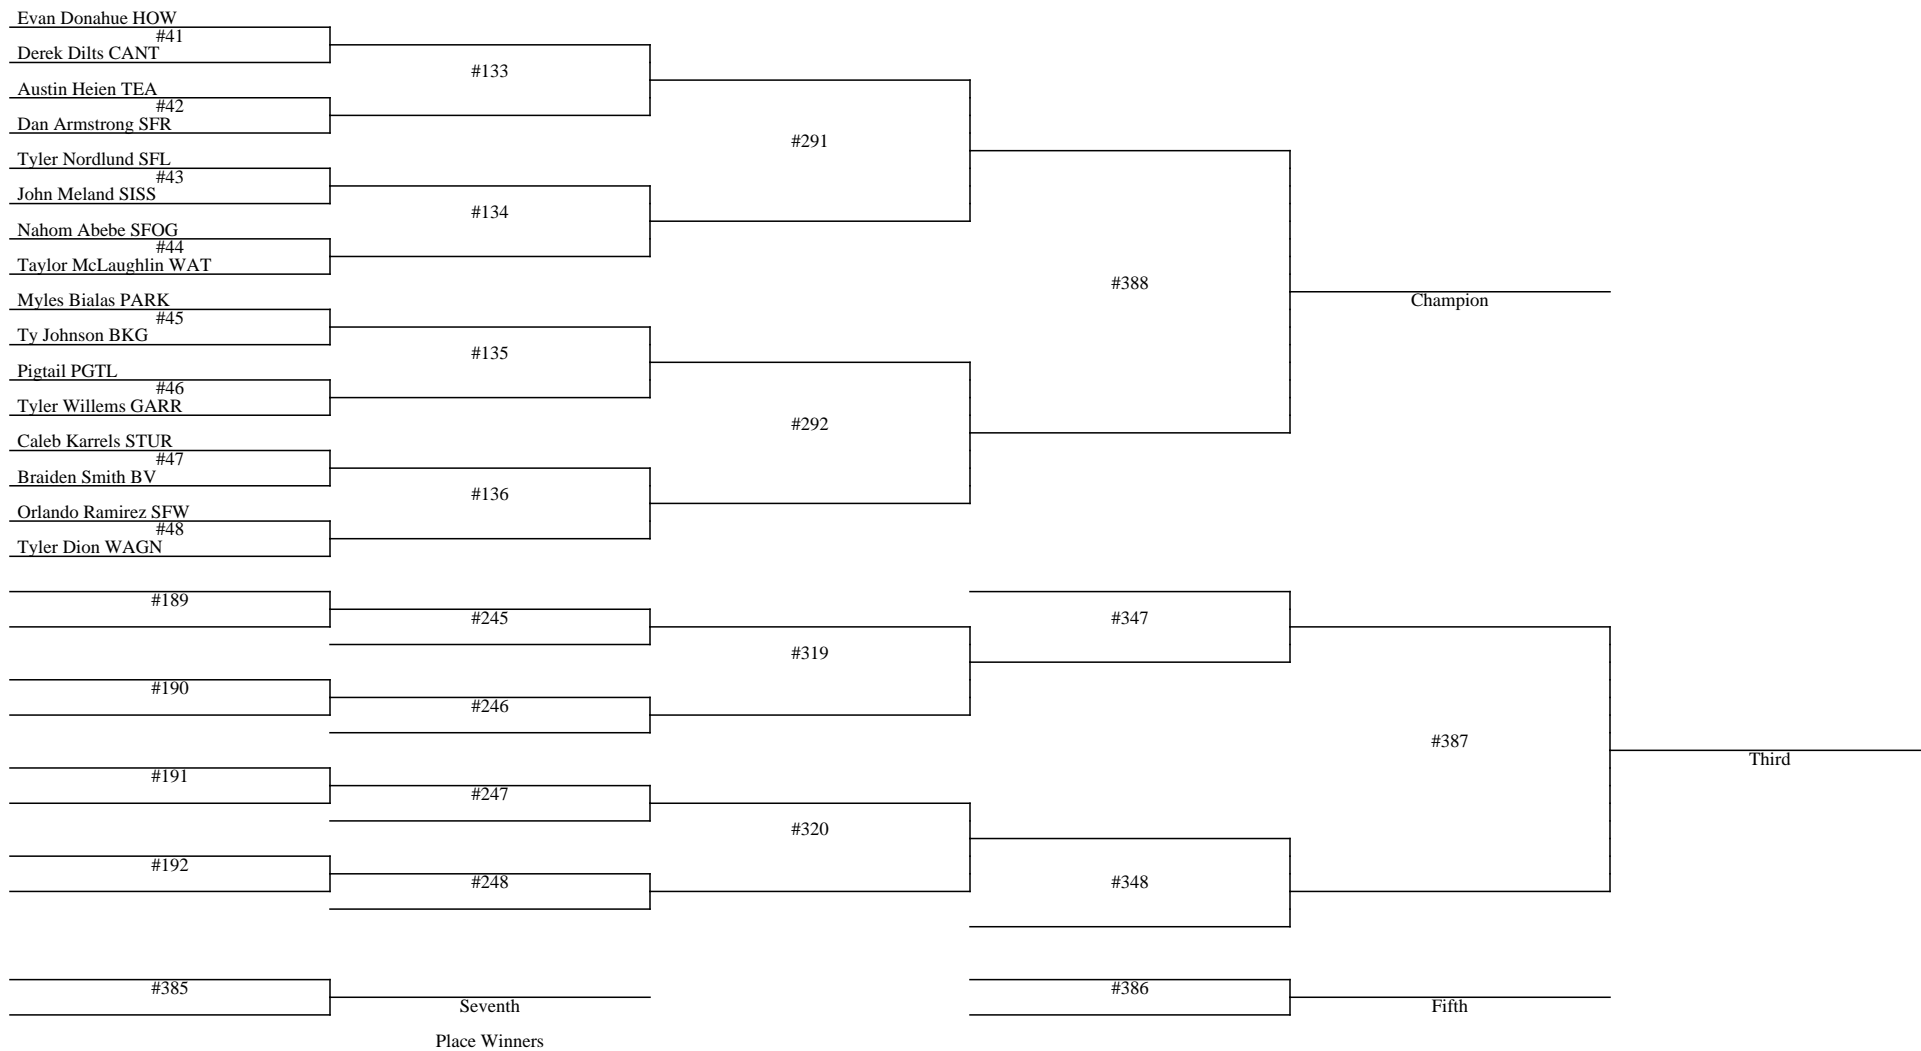 Evan Donahue HOW
#41
Derek Dilts CANT
#133
Austin Heien TEA
#42
Dan Armstrong SFR
#291
Tyler Nordlund SFL
#43
John Meland SISS
#134
Nahom Abebe SFOG
#44
Taylor McLaughlin WAT
#388
Myles Bialas PARK
Champion
#45
Ty Johnson BKG
#135
Pigtail PGTL
#46
Tyler Willems GARR
#292
Caleb Karrels STUR
#47
Braiden Smith BV
#136
Orlando Ramirez SFW
#48
Tyler Dion WAGN
#189
#245
#347
#319
#190
#246
#387
Third
#191
#247
#320
#192
#248
#348
#385
#386
Seventh
Fifth
Place Winners